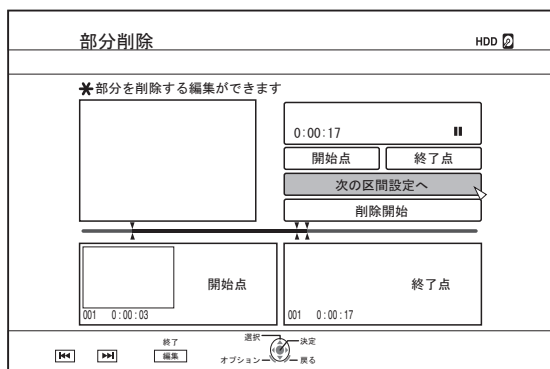 部分削除
HDD
✱部分を削除する編集ができます
0:00:17
開始点 終了点
次の区間設定へ
削除開始
開始点
001 0:00:03
終了点
001 0:00:17
終了
編集
選択
決定
オプション
戻る